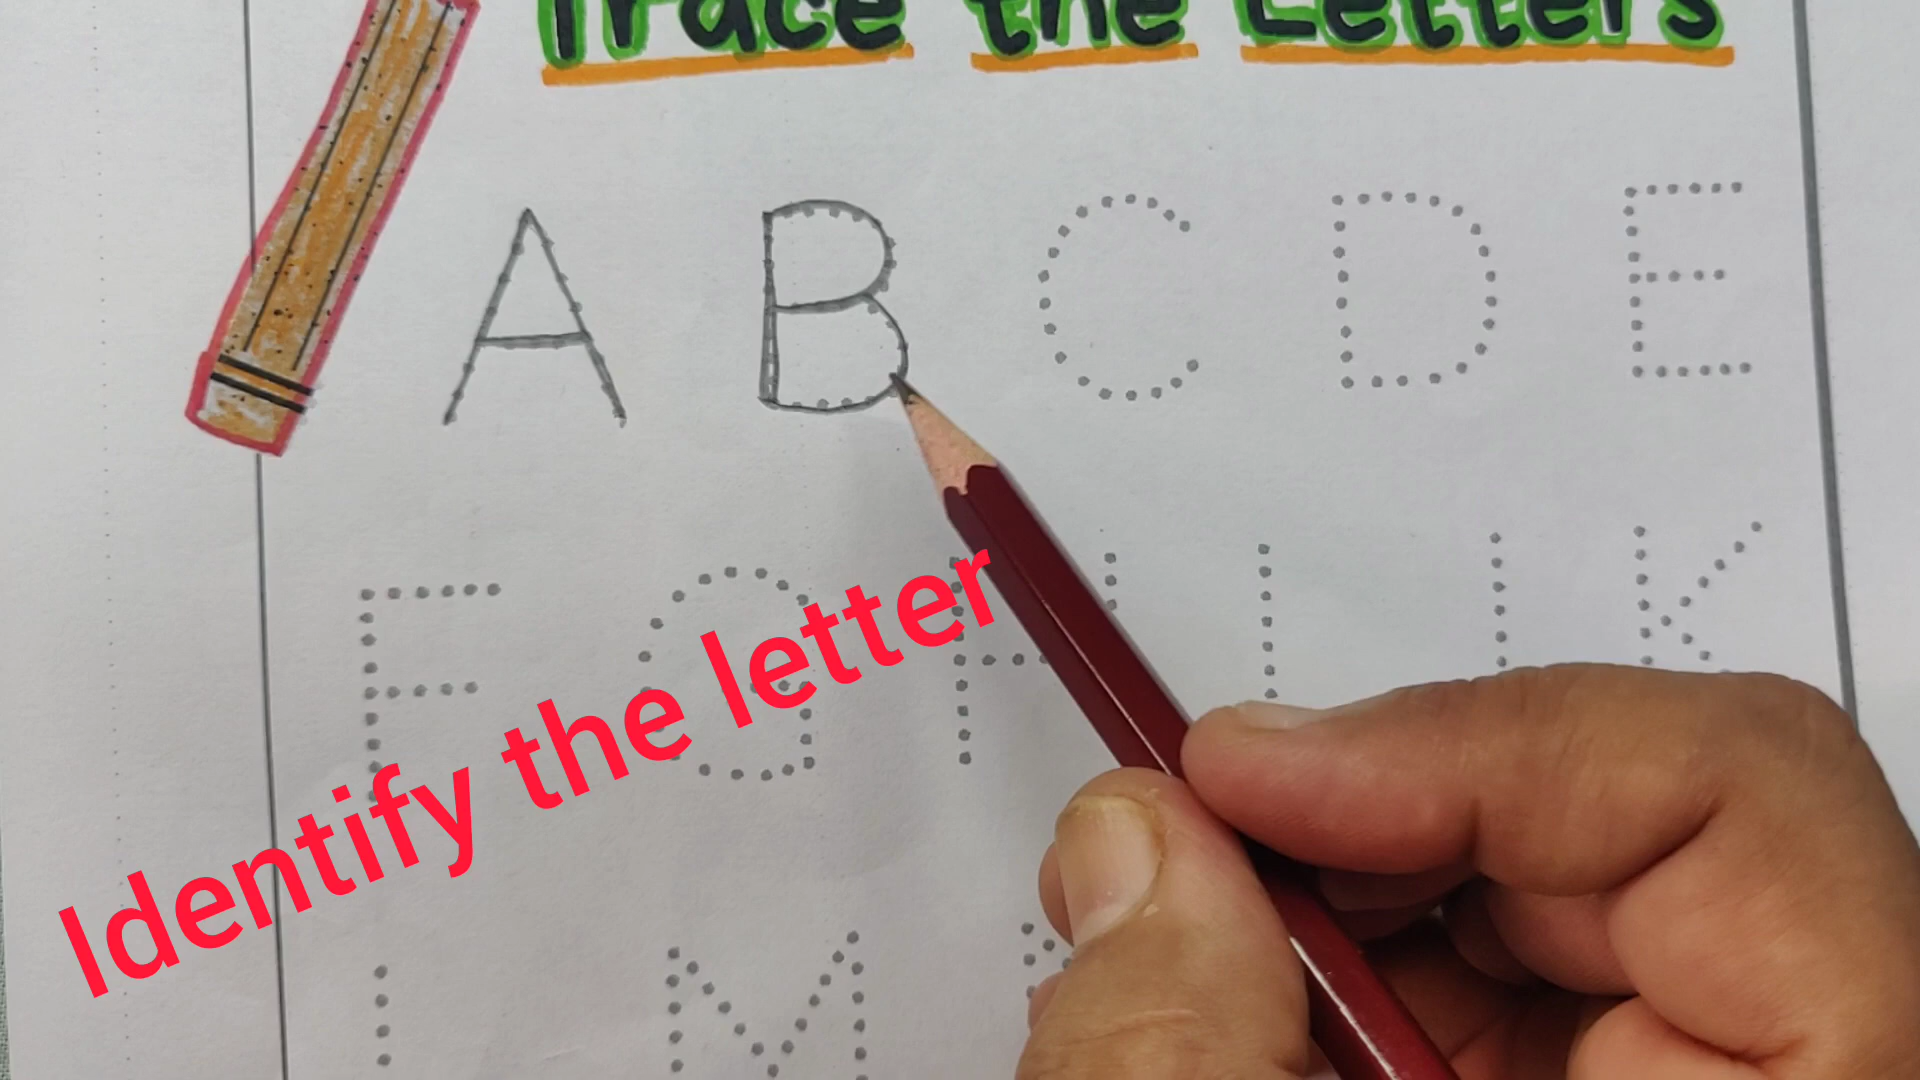 Trace the Letters
A B C D E
F G H I J K
L M N
Identify the letter